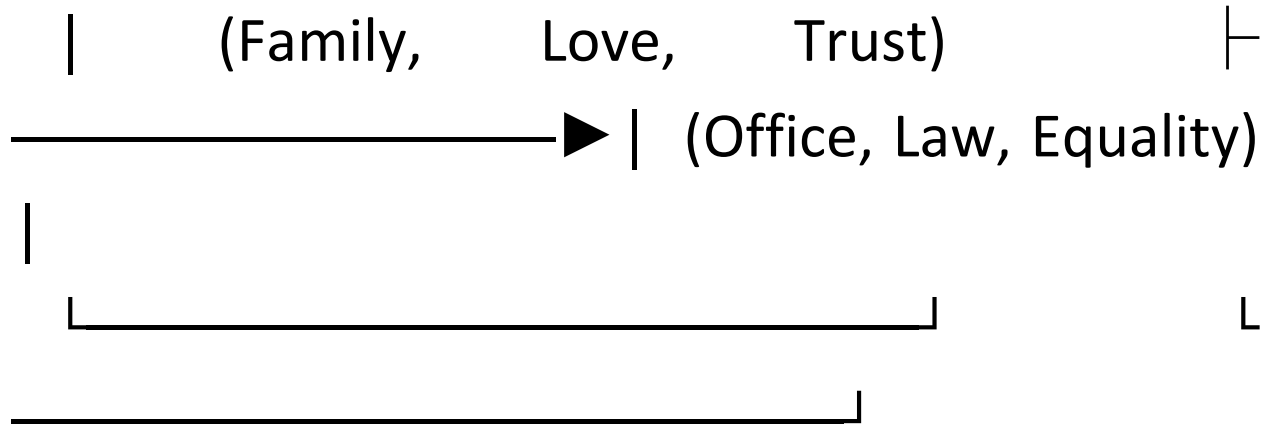 | (Family, Love, Trust) ├
──────────► | (Office, Law, Equality)
|
└────────────────┘ └
────────────────┘